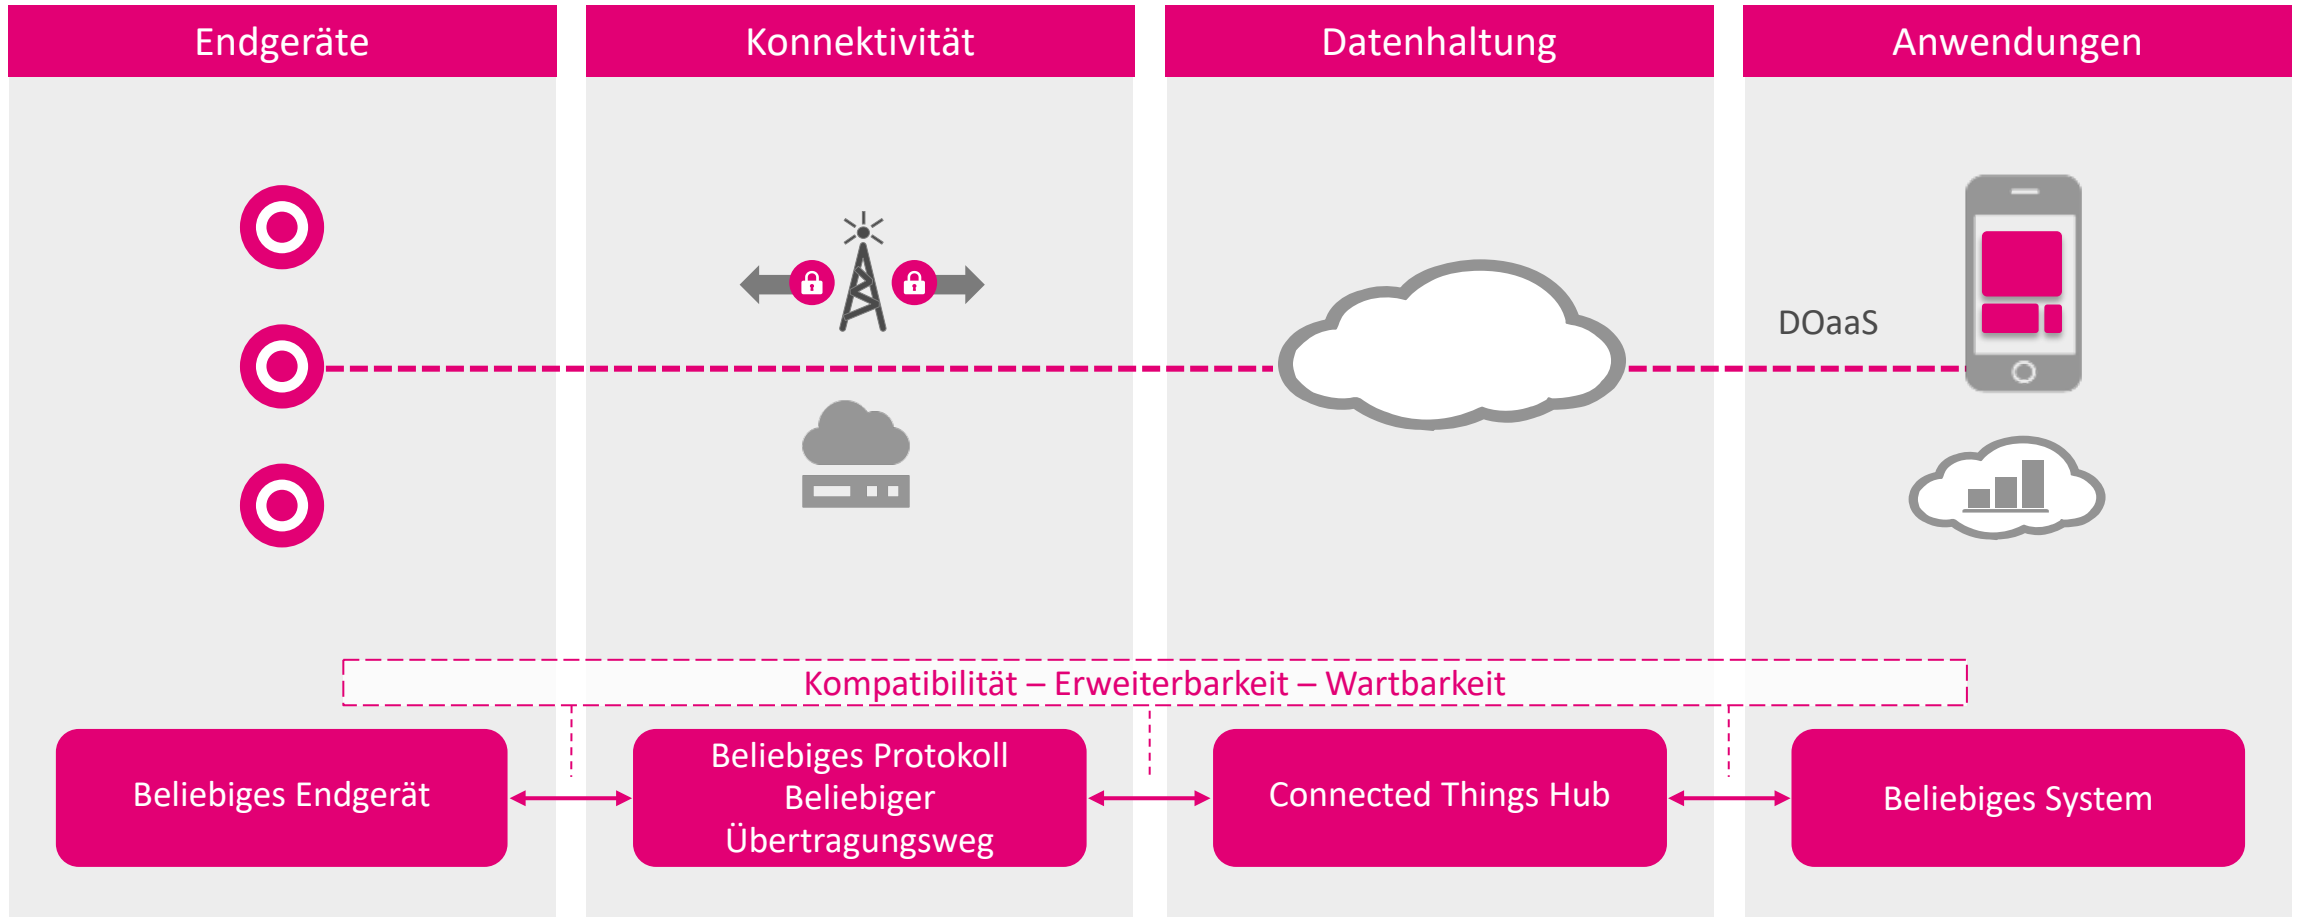 Endgeräte
Konnektivität
Datenhaltung
Anwendungen
DOaaS
Kompatibilität – Erweiterbarkeit – Wartbarkeit
Beliebiges Endgerät
Beliebiges Protokoll
Beliebiger
Übertragungsweg
Connected Things Hub
Beliebiges System